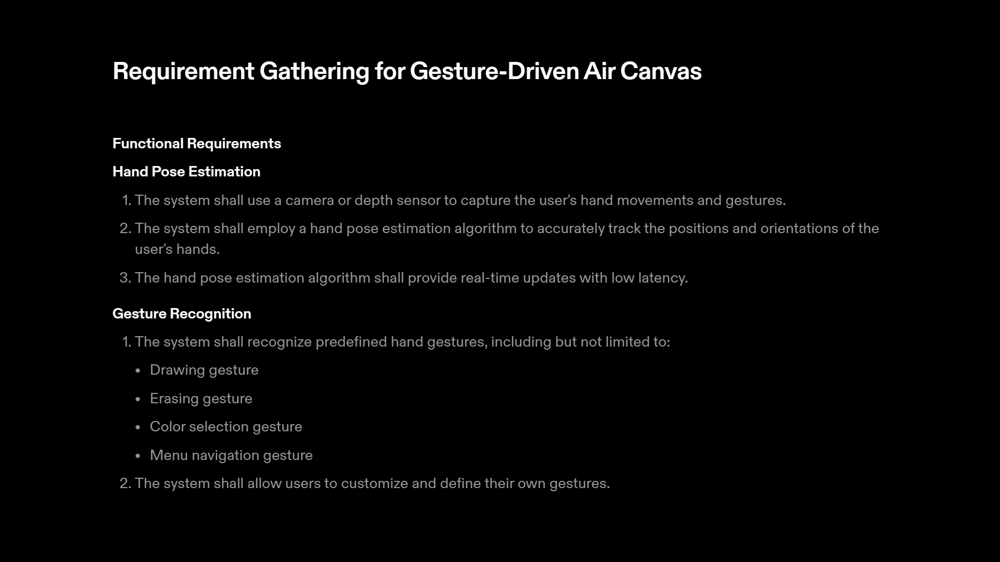 Requirement Gathering for Gesture-Driven Air Canvas
Functional Requirements
Hand Pose Estimation
1. The system shall use a camera or depth sensor to capture the user's hand movements and gestures.
2. The system shall employ a hand pose estimation algorithm to accurately track the positions and orientations of the
user's hands.
3. The hand pose estimation algorithm shall provide real-time updates with low latency.
Gesture Recognition
1. The system shall recognize predefined hand gestures, including but not limited to:
• Drawing gesture
• Erasing gesture
• Color selection gesture
• Menu navigation gesture
2. The system shall allow users to customize and define their own gestures.